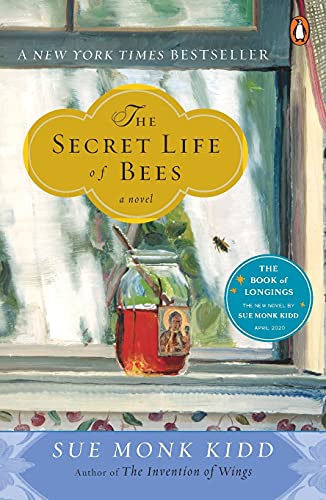 A NEW YORK TIMES BESTSELLER
THE
SECRET LIFE
of BEES
a novel
THE
BOOK of
LONGINGS
THE NEW NOVEL BY
SUE MONK KIDD
APRIL 2020
SUE MONK KIDD
Author of The Invention of Wings